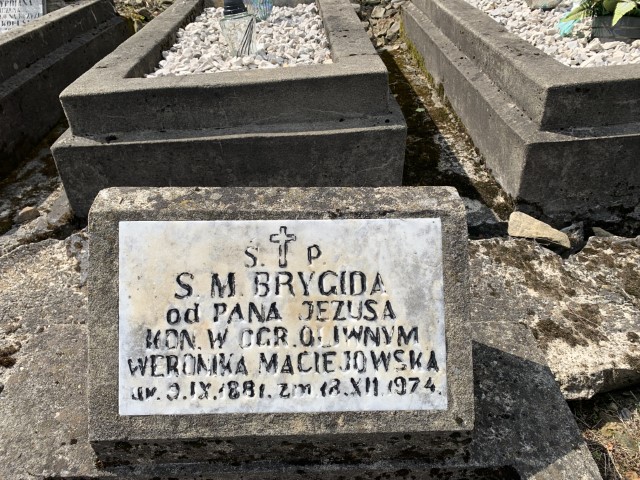 S. † P.
S. M. BRYGIDA
od PANA JEZUSA
KON. W OGR. OLIWNYM
WERONIKA MACIEJOWSKA
ur. 9.IX.1881. zm 18.XII.1974.